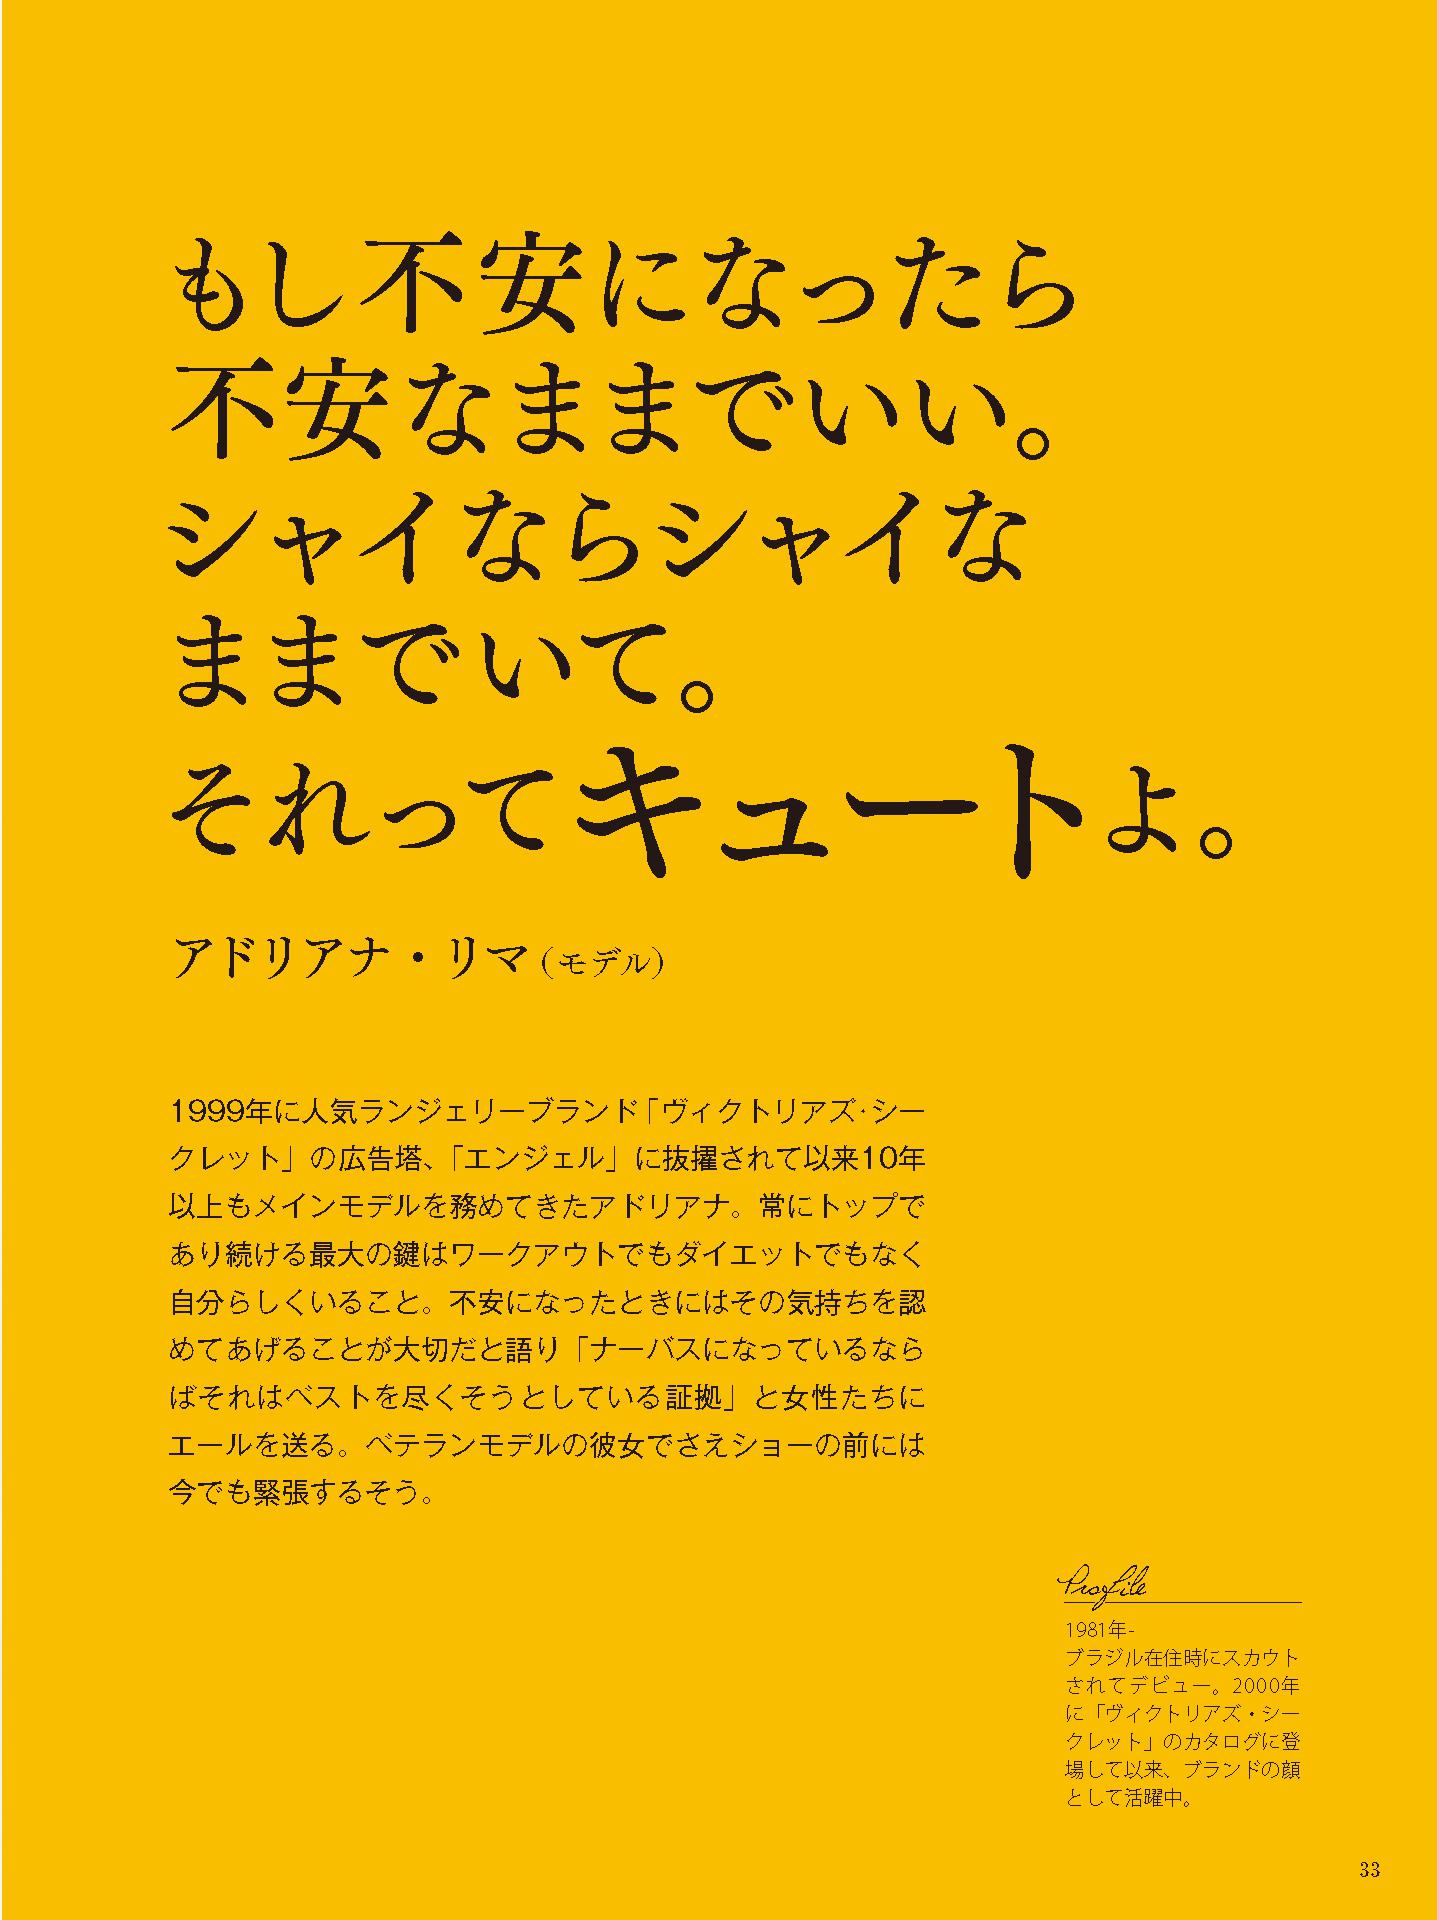 もし不安になったら
不安なままでいい。
シャイならシャイな
ままでいて。
それってキュートよ。
アドリアナ・リマ（モデル）
1999年に人気ランジェリーブランド「ヴィクトリアズ・シー
クレット」の広告塔、「エンジェル」に抜擢されて以来10年
以上もメインモデルを務めてきたアドリアナ。常にトップで
あり続ける最大の鍵はワークアウトでもダイエットでもなく
自分らしくいること。不安になったときにはその気持ちを認
めてあげることが大切だと語り「ナーバスになっているなら
ばそれはベストを尽くそうとしている証拠」と女性たちに
エールを送る。ベテランモデルの彼女でさえショーの前には
今でも緊張するそう。
Profile
1981年-
ブラジル在住時にスカウト
されてデビュー。2000年
に「ヴィクトリアズ・シー
クレット」のカタログに登
場して以来、ブランドの顔
として活躍中。
33